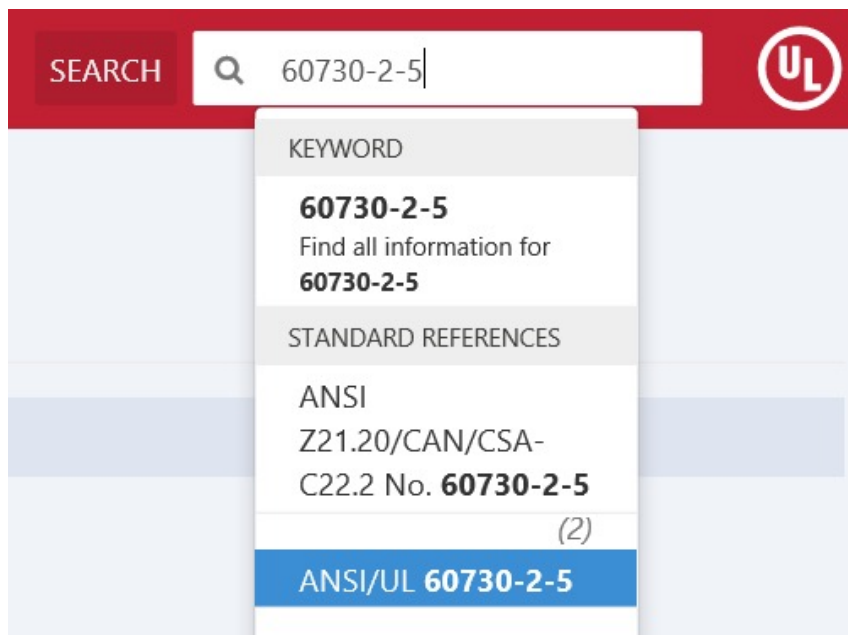 SEARCH 60730-2-5 UL
KEYWORD
60730-2-5
Find all information for
60730-2-5
STANDARD REFERENCES
ANSI
Z21.20/CAN/CSA-
C22.2 No. 60730-2-5
(2)
ANSI/UL 60730-2-5